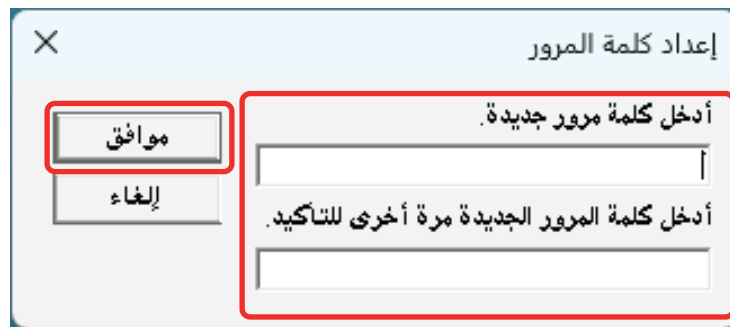 إعداد كلمة المرور
أدخل كلمة مرور جديدة.
أدخل كلمة المرور الجديدة مرة أخرى للتأكيد.
موافق
إلغاء